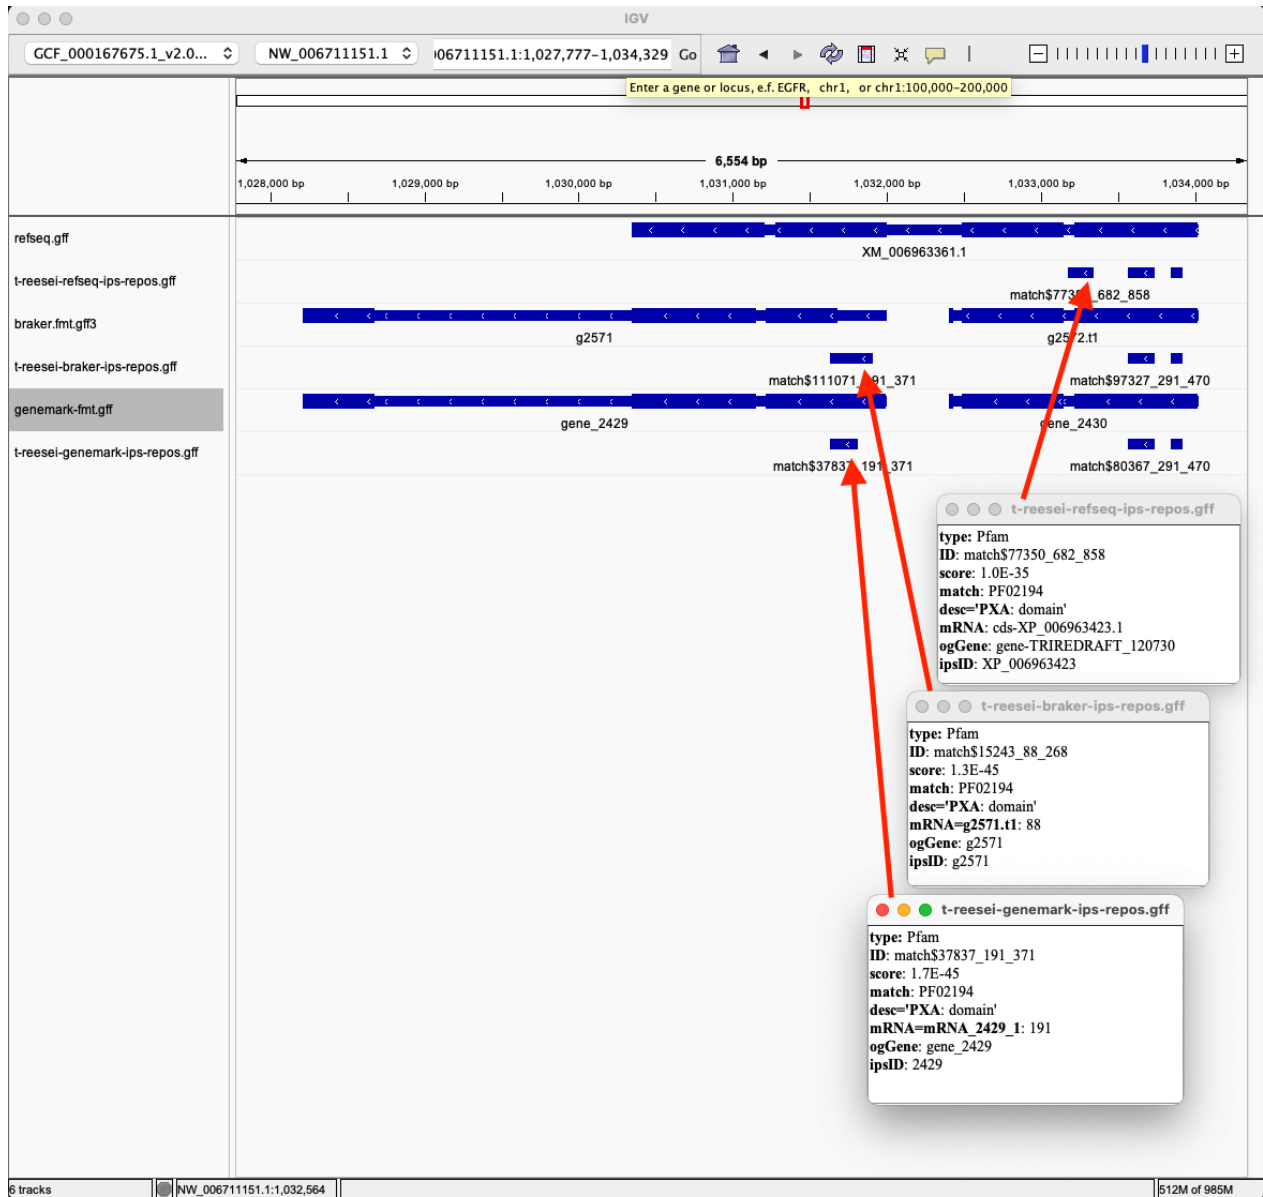 IGV
GCF_000167675.1_v2.0... NW_006711151.1 )06711151.1:1,027,777-1,034,329 Go
Enter a gene or locus, e.f. EGFR, chr1, or chr1:100,000-200,000
6,554 bp
1,028,000 bp 1,029,000 bp 1,030,000 bp 1,031,000 bp 1,032,000 bp 1,033,000 bp 1,034,000 bp
refseq.gff
XM_006963361.1
t-reesei-refseq-ips-repos.gff
match$77350_682_858
braker.fmt.gff3
g2571 g2572.t1
t-reesei-braker-ips-repos.gff
match$111071_191_371 match$97327_291_470
genemark-fmt.gff
gene_2429 gene_2430
t-reesei-genemark-ips-repos.gff
match$37837_191_371 match$80367_291_470
t-reesei-refseq-ips-repos.gff
type: Pfam
ID: match$77350_682_858
score: 1.0E-35
match: PF02194
desc='PXA: domain'
mRNA: cds-XP_006963423.1
ogGene: gene-TRIREDRAFT_120730
ipsID: XP_006963423
t-reesei-braker-ips-repos.gff
type: Pfam
ID: match$15243_88_268
score: 1.3E-45
match: PF02194
desc='PXA: domain'
mRNA=g2571.t1: 88
ogGene: g2571
ipsID: g2571
t-reesei-genemark-ips-repos.gff
type: Pfam
ID: match$37837_191_371
score: 1.7E-45
match: PF02194
desc='PXA: domain'
mRNA=mRNA_2429_1: 191
ogGene: gene_2429
ipsID: 2429
6 tracks NW_006711151.1:1,032,564 512M of 985M